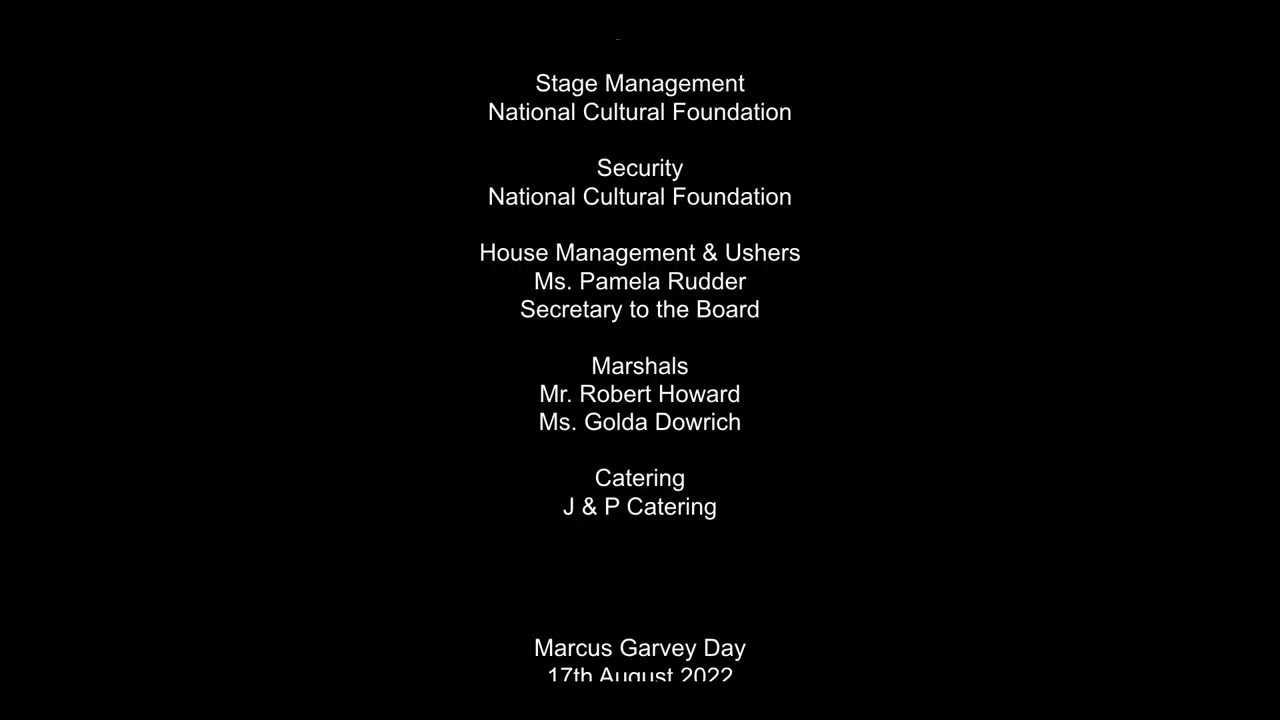 Stage Management
National Cultural Foundation
Security
National Cultural Foundation
House Management & Ushers
Ms. Pamela Rudder
Secretary to the Board
Marshals
Mr. Robert Howard
Ms. Golda Dowrich
Catering
J & P Catering
Marcus Garvey Day
17th August 2022